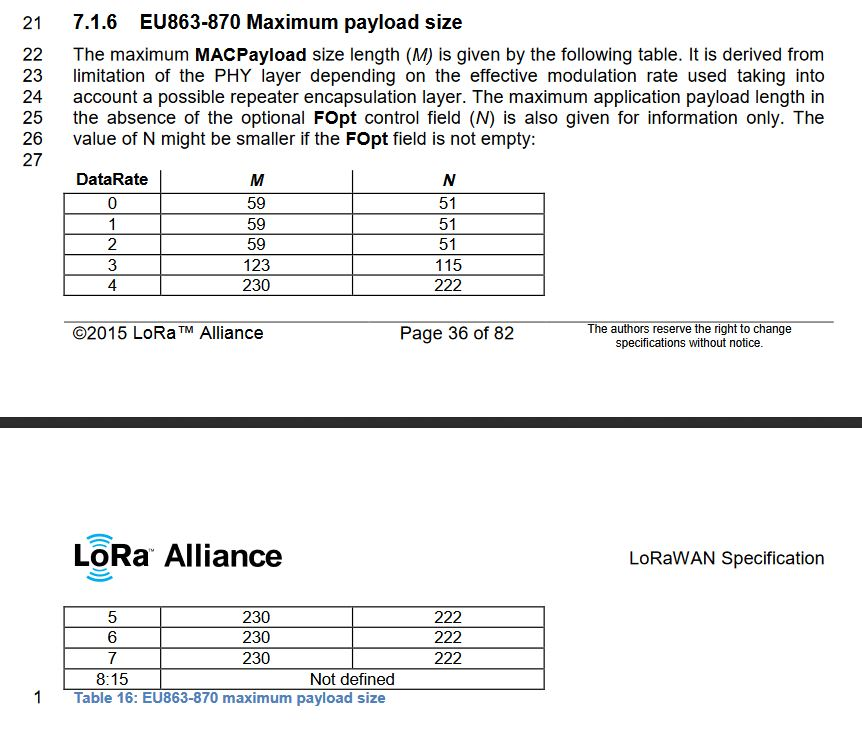 21 7.1.6 EU863-870 Maximum payload size
22 The maximum MACPayload size length (M) is given by the following table. It is derived from
23 limitation of the PHY layer depending on the effective modulation rate used taking into
24 account a possible repeater encapsulation layer. The maximum application payload length in
25 the absence of the optional FOpt control field (N) is also given for information only. The
26 value of N might be smaller if the FOpt field is not empty:
27
DataRate M N
0 59 51
1 59 51
2 59 51
3 123 115
4 230 222
©2015 LoRa™ Alliance Page 36 of 82 The authors reserve the right to change
specifications without notice.
LoRa™ Alliance LoRaWAN Specification
5 230 222
6 230 222
7 230 222
8:15 Not defined
1 Table 16: EU863-870 maximum payload size